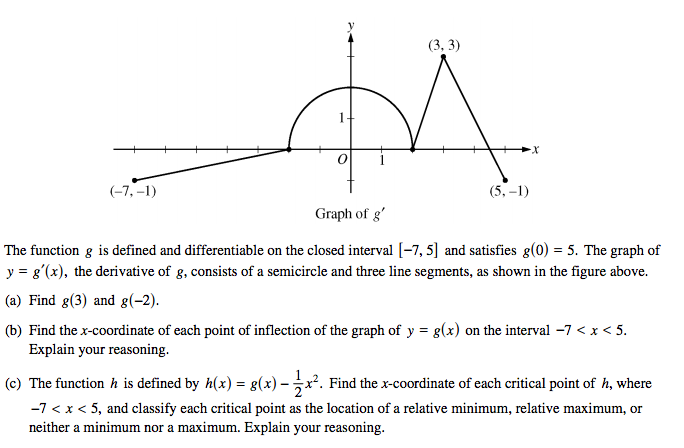 y
(3, 3)
1
x
O
1
(−7, −1)
(5, −1)
Graph of g′
The function g is defined and differentiable on the closed interval [−7, 5] and satisfies g(0) = 5. The graph of
y = g′(x), the derivative of g, consists of a semicircle and three line segments, as shown in the figure above.
(a) Find g(3) and g(−2).
(b) Find the x-coordinate of each point of inflection of the graph of y = g(x) on the interval −7 < x < 5.
Explain your reasoning.
(c) The function h is defined by h(x) = g(x) − 1/2 x². Find the x-coordinate of each critical point of h, where
−7 < x < 5, and classify each critical point as the location of a relative minimum, relative maximum, or
neither a minimum nor a maximum. Explain your reasoning.